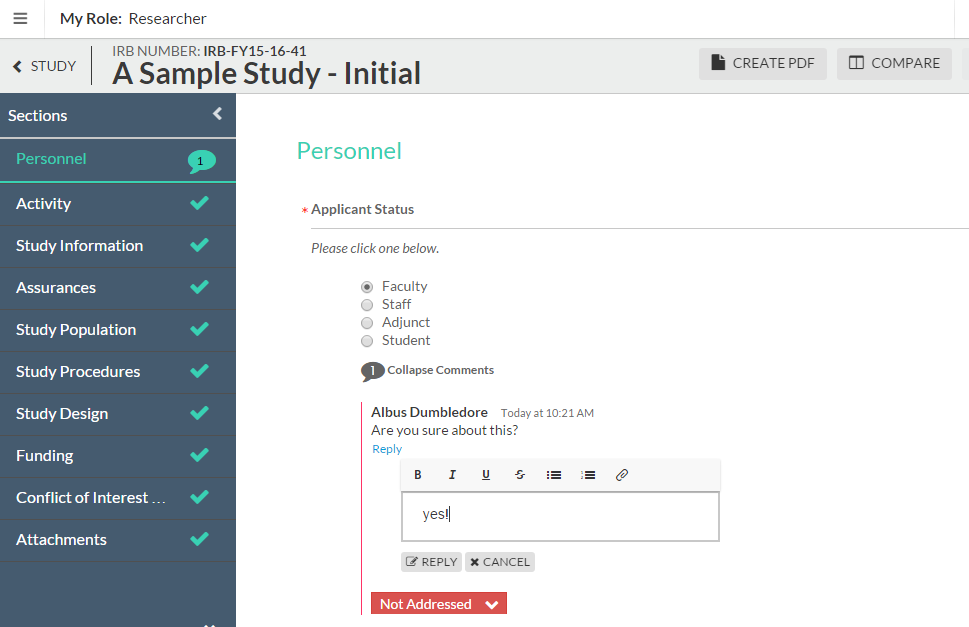 My Role: Researcher
STUDY
IRB NUMBER: IRB-FY15-16-41
A Sample Study - Initial
CREATE PDF
COMPARE
Sections
Personnel
1
Activity
Study Information
Assurances
Study Population
Study Procedures
Study Design
Funding
Conflict of Interest ...
Attachments
Personnel
* Applicant Status
Please click one below.
Faculty
Staff
Adjunct
Student
1 Collapse Comments
Albus Dumbledore Today at 10:21 AM
Are you sure about this?
Reply
B I U S
yes!
REPLY CANCEL
Not Addressed